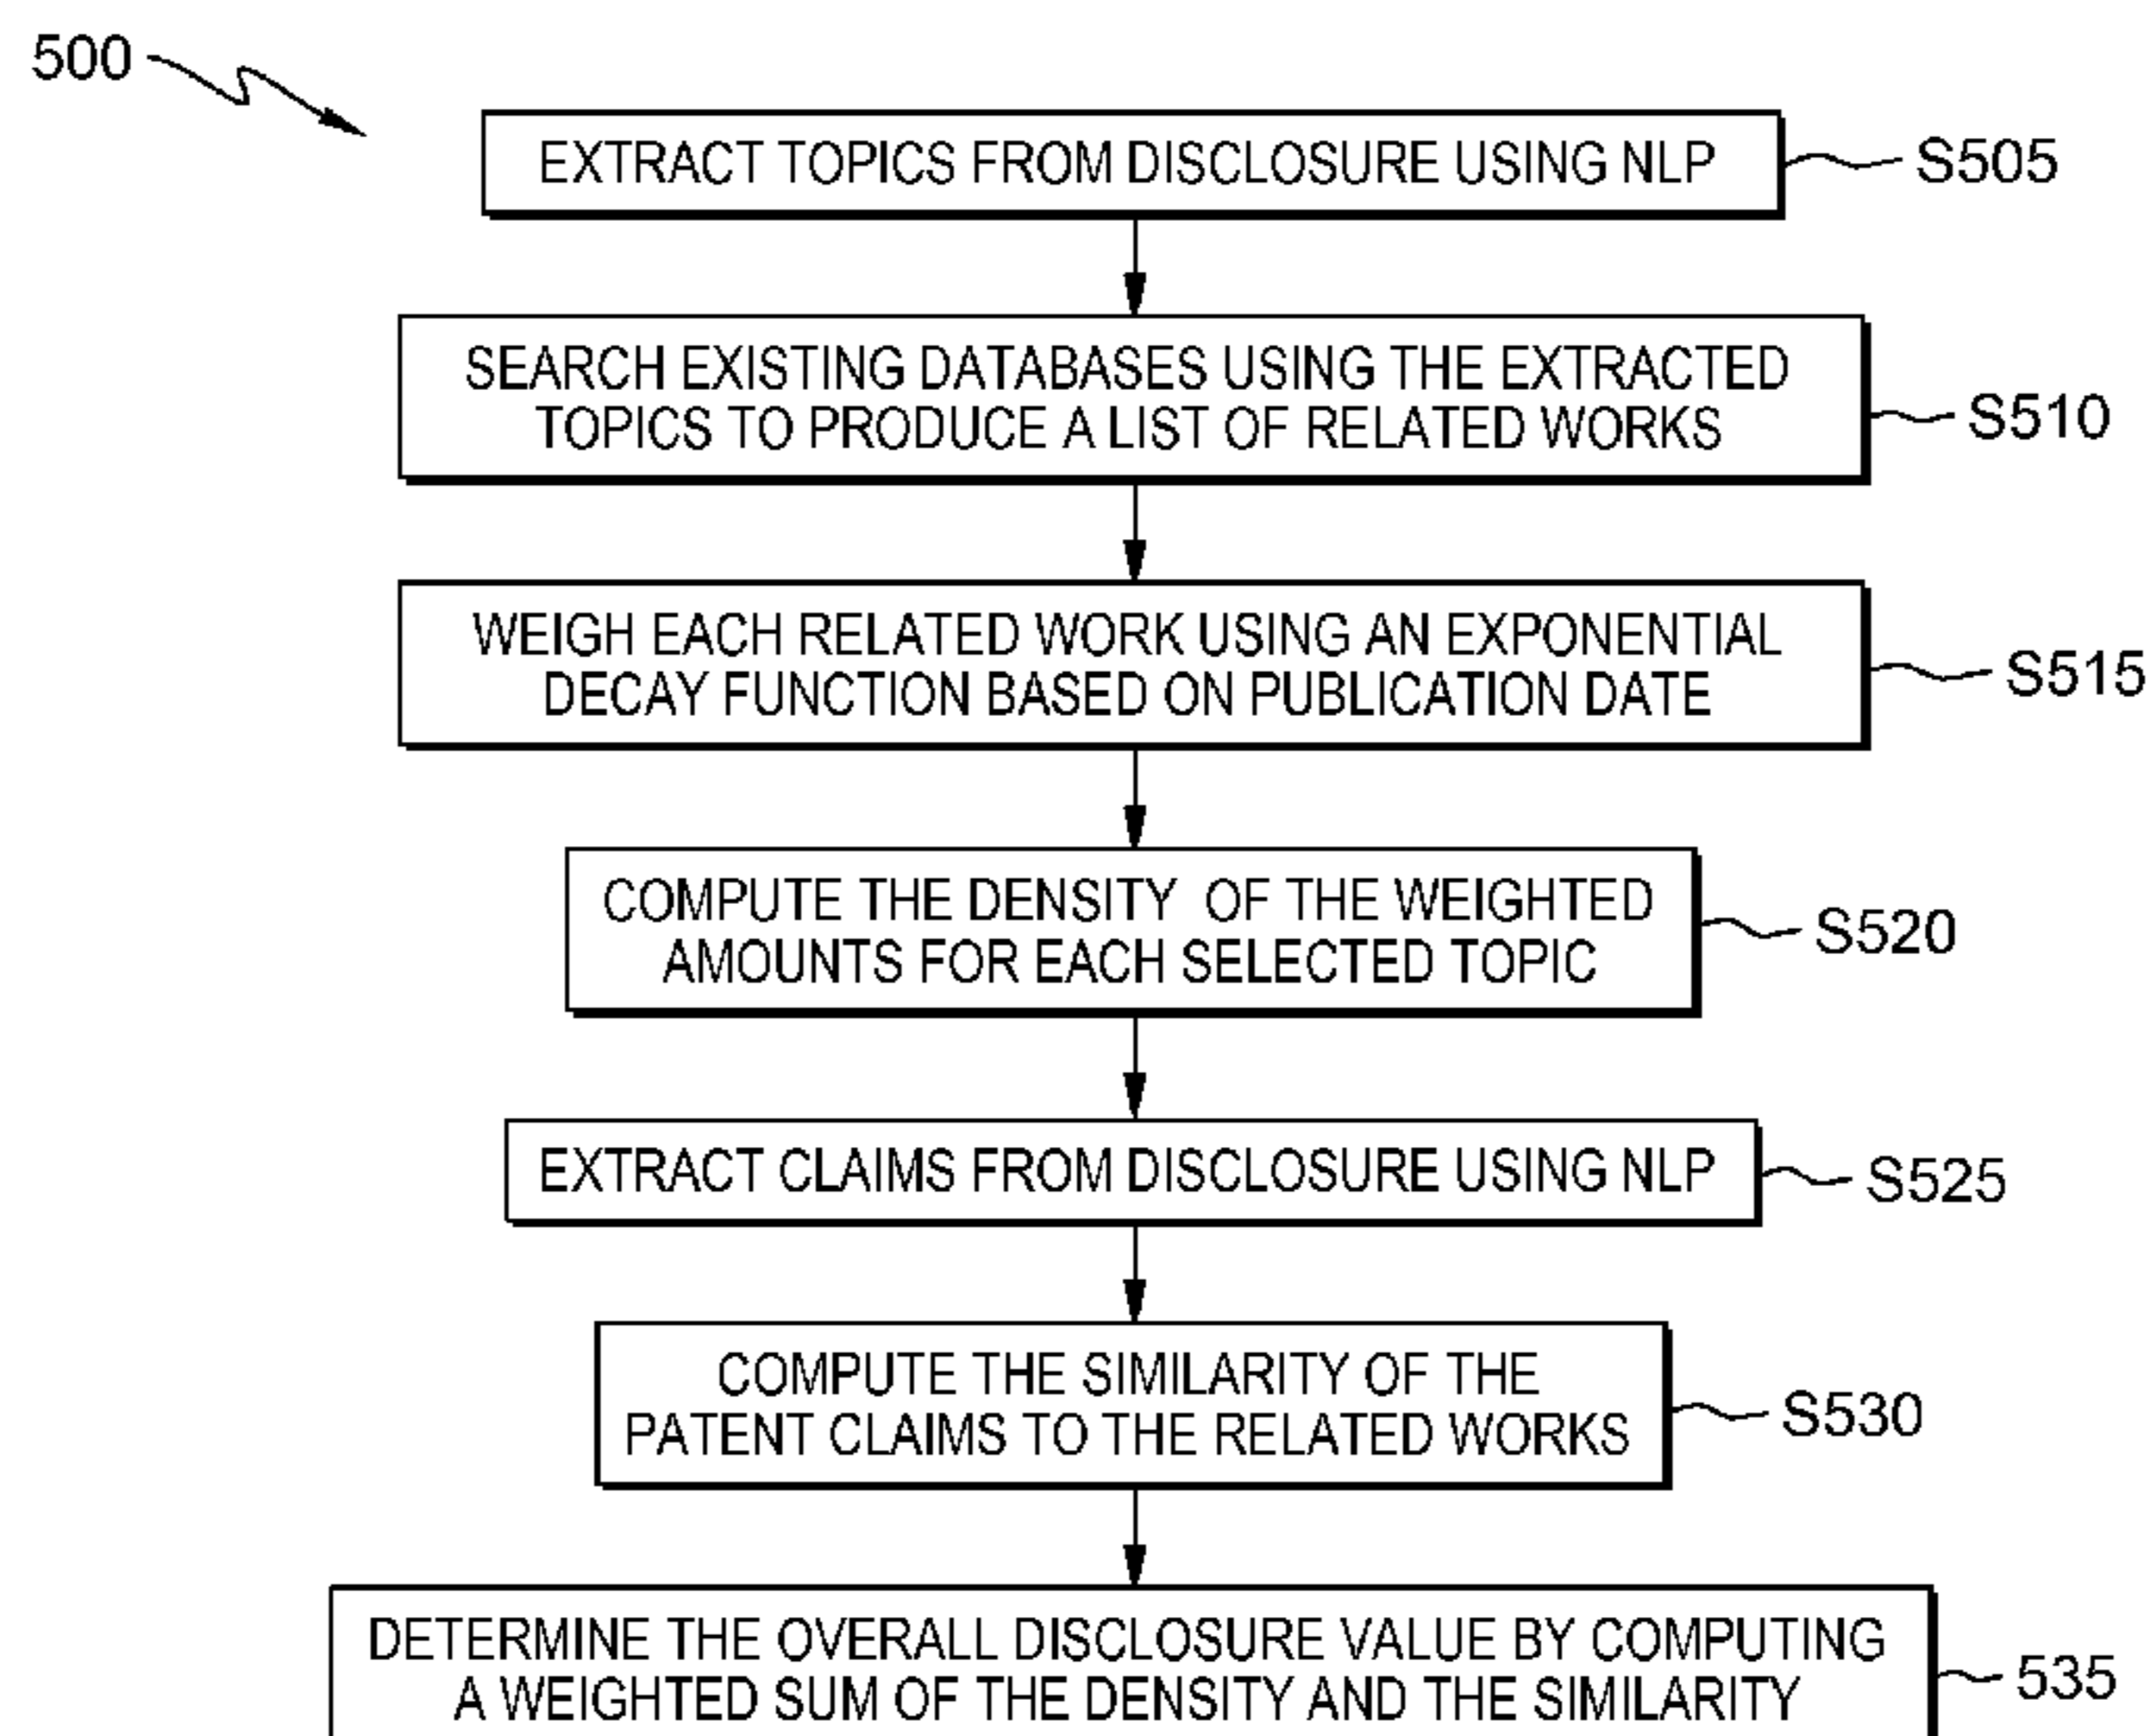 500
EXTRACT TOPICS FROM DISCLOSURE USING NLP
S505
SEARCH EXISTING DATABASES USING THE EXTRACTED
TOPICS TO PRODUCE A LIST OF RELATED WORKS
S510
WEIGH EACH RELATED WORK USING AN EXPONENTIAL
DECAY FUNCTION BASED ON PUBLICATION DATE
S515
COMPUTE THE DENSITY OF THE WEIGHTED
AMOUNTS FOR EACH SELECTED TOPIC
S520
EXTRACT CLAIMS FROM DISCLOSURE USING NLP
S525
COMPUTE THE SIMILARITY OF THE
PATENT CLAIMS TO THE RELATED WORKS
S530
DETERMINE THE OVERALL DISCLOSURE VALUE BY COMPUTING
A WEIGHTED SUM OF THE DENSITY AND THE SIMILARITY
535